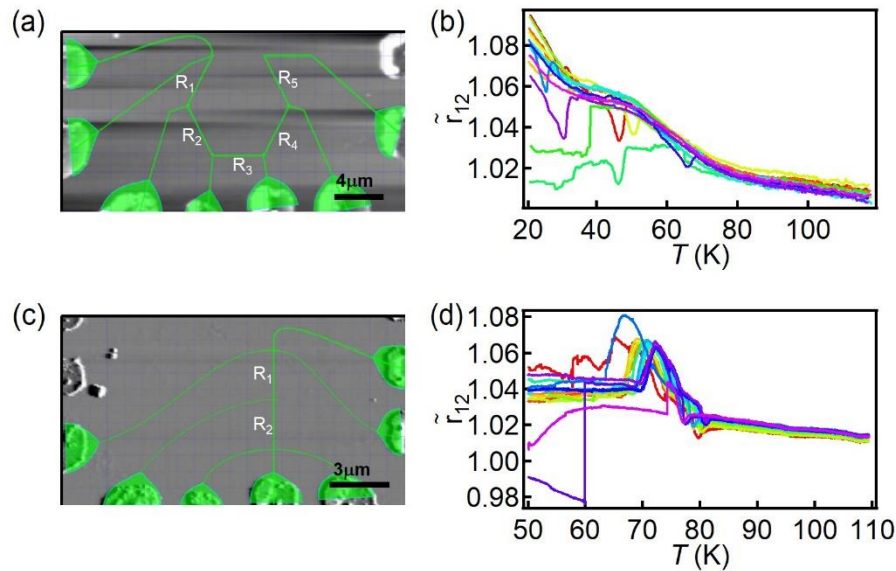 (a)
R1
R5
R2
R4
R3
4μm
(b)
1.08
1.06
1.04
1.02
r̃12
20 40 60 80 100
T (K)
(c)
R1
R2
3μm
(d)
1.08
1.06
1.04
1.02
1.00
0.98
r̃12
50 60 70 80 90 100 110
T (K)